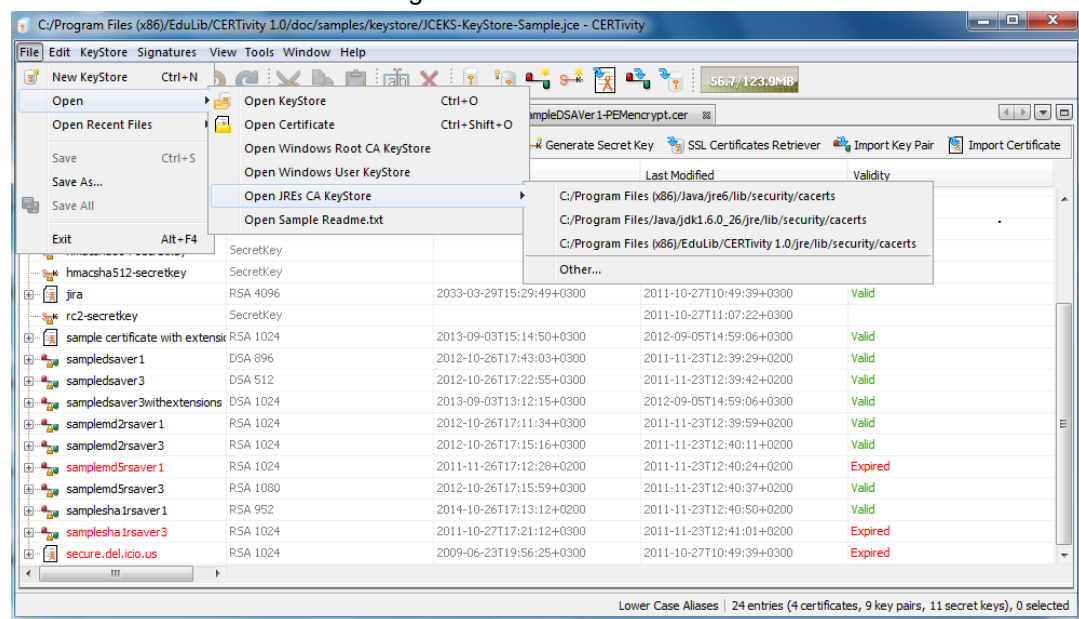 C:/Program Files (x86)/EduLib/CERTivity 1.0/doc/samples/keystore/JCEKS-KeyStore-Sample.jce - CERTivity
File Edit KeyStore Signatures View Tools Window Help
New KeyStore Ctrl+N
56.7/123.9MB
Open
Open KeyStore Ctrl+O
Open Recent Files
Open Certificate Ctrl+Shift+O
ampleDSAVer1-PEMencrypt.cer
Open Windows Root CA KeyStore
Generate Secret Key SSL Certificates Retriever Import Key Pair Import Certificate
Save Ctrl+S
Save As...
Open Windows User KeyStore
Last Modified Validity
Save All
Open JREs CA KeyStore
C:/Program Files (x86)/Java/jre6/lib/security/cacerts
Open Sample Readme.txt
C:/Program Files/Java/jdk1.6.0_26/jre/lib/security/cacerts
Exit Alt+F4
C:/Program Files (x86)/EduLib/CERTivity 1.0/jre/lib/security/cacerts
SecretKey
Other...
hmacsha512-secretkey SecretKey
jira RSA 4096 2033-03-29T15:29:49+0300 2011-10-27T10:49:39+0300 Valid
rc2-secretkey SecretKey 2011-10-27T11:07:22+0300
sample certificate with extensic RSA 1024 2013-09-03T15:14:50+0300 2012-09-05T14:59:06+0300 Valid
sampledsaver1 DSA 896 2012-10-26T17:43:03+0300 2011-11-23T12:39:29+0200 Valid
sampledsaver3 DSA 512 2012-10-26T17:22:55+0300 2011-11-23T12:39:42+0200 Valid
sampledsaver3withextensions DSA 1024 2013-09-03T13:12:15+0300 2012-09-05T14:59:06+0300 Valid
samplemd2rsaver1 RSA 1024 2012-10-26T17:11:34+0300 2011-11-23T12:39:59+0200 Valid
samplemd2rsaver3 RSA 1024 2012-10-26T17:15:16+0300 2011-11-23T12:40:11+0200 Valid
samplemd5rsaver1 RSA 1024 2011-11-26T17:12:28+0200 2011-11-23T12:40:24+0200 Expired
samplemd5rsaver3 RSA 1080 2012-10-26T17:15:59+0300 2011-11-23T12:40:37+0200 Valid
samplesha1rsaver1 RSA 952 2014-10-26T17:13:12+0200 2011-11-23T12:40:50+0200 Valid
samplesha1rsaver3 RSA 1024 2011-10-27T17:21:12+0300 2011-11-23T12:41:01+0200 Expired
secure.del.icio.us RSA 1024 2009-06-23T19:56:25+0300 2011-10-27T10:49:39+0300 Expired
Lower Case Aliases 24 entries (4 certificates, 9 key pairs, 11 secret keys), 0 selected